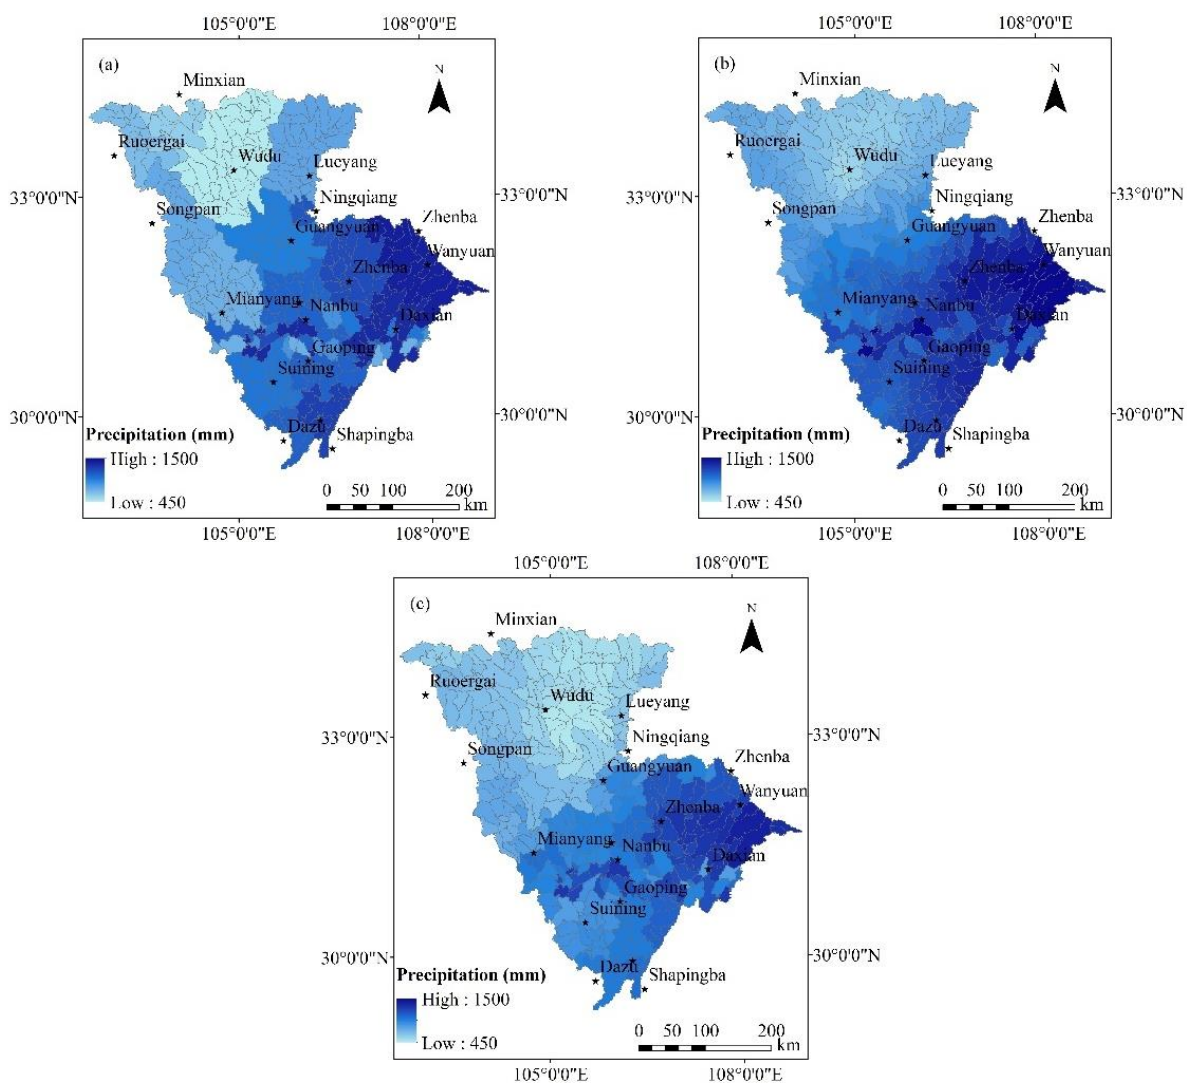 105°0'0"E 108°0'0"E
(a)
N
Minxian
Ruoergai
Wudu
Lueyang
33°0'0"N
33°0'0"N
Ningqiang
Songpan
Zhenba
Guangyuan
Wanyuan
Zhenba
Mianyang
Nanbu
Daxian
Gaoping
Suining
30°0'0"N
30°0'0"N
Dazu
Shapingba
Precipitation (mm)
High : 1500
Low : 450
0 50 100 200
km
105°0'0"E 108°0'0"E
105°0'0"E 108°0'0"E
(b)
N
Minxian
Ruoergai
Wudu
Lueyang
33°0'0"N
33°0'0"N
Ningqiang
Songpan
Zhenba
Guangyuan
Wanyuan
Zhenba
Mianyang
Nanbu
Daxian
Gaoping
Suining
30°0'0"N
30°0'0"N
Dazu
Shapingba
Precipitation (mm)
High : 1500
Low : 450
0 50 100 200
km
105°0'0"E 108°0'0"E
105°0'0"E 108°0'0"E
(c)
N
Minxian
Ruoergai
Wudu
Lueyang
33°0'0"N
33°0'0"N
Ningqiang
Songpan
Zhenba
Guangyuan
Wanyuan
Zhenba
Mianyang
Nanbu
Daxian
Gaoping
Suining
30°0'0"N
30°0'0"N
Dazu
Shapingba
Precipitation (mm)
High : 1500
Low : 450
0 50 100 200
km
105°0'0"E 108°0'0"E